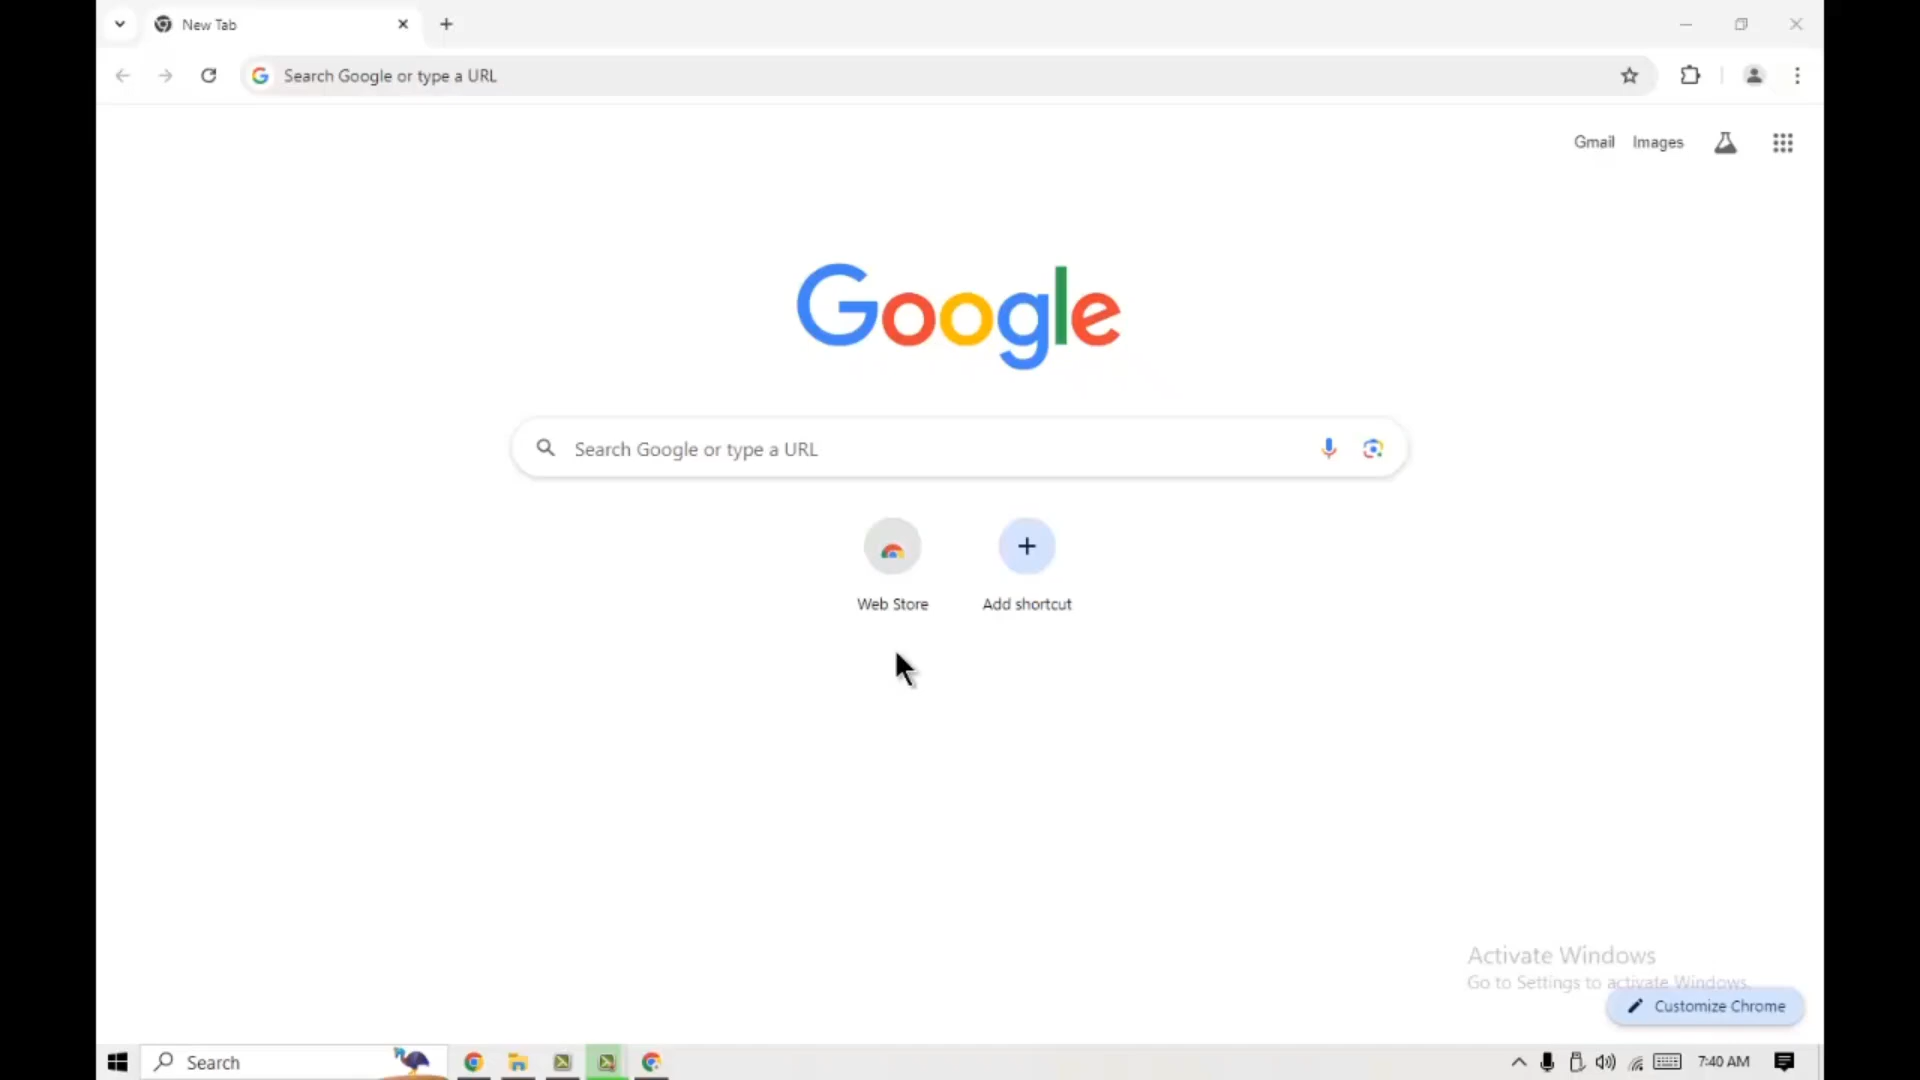 New Tab
Search Google or type a URL
Gmail Images
Google
Search Google or type a URL
Web Store Add shortcut
Activate Windows
Go to Settings to activate Windows.
Customize Chrome
Search
7:40 AM